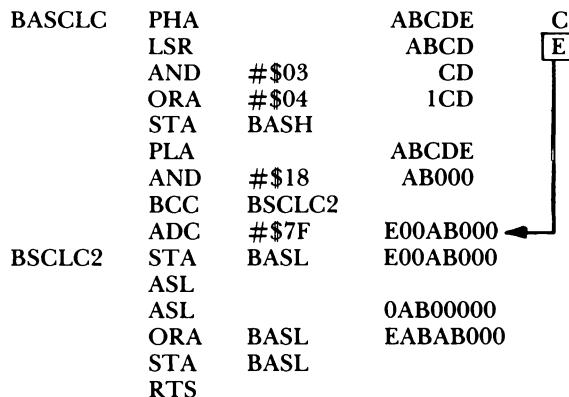 BASCLC PHA ABCDE C
LSR ABCD E
AND #$03 CD
ORA #$04 1CD
STA BASH
PLA ABCDE
AND #$18 AB000
BCC BSCLC2
ADC #$7F E00AB000
BSCLC2 STA BASL E00AB000
ASL
ASL 0AB00000
ORA BASL EABAB000
STA BASL
RTS